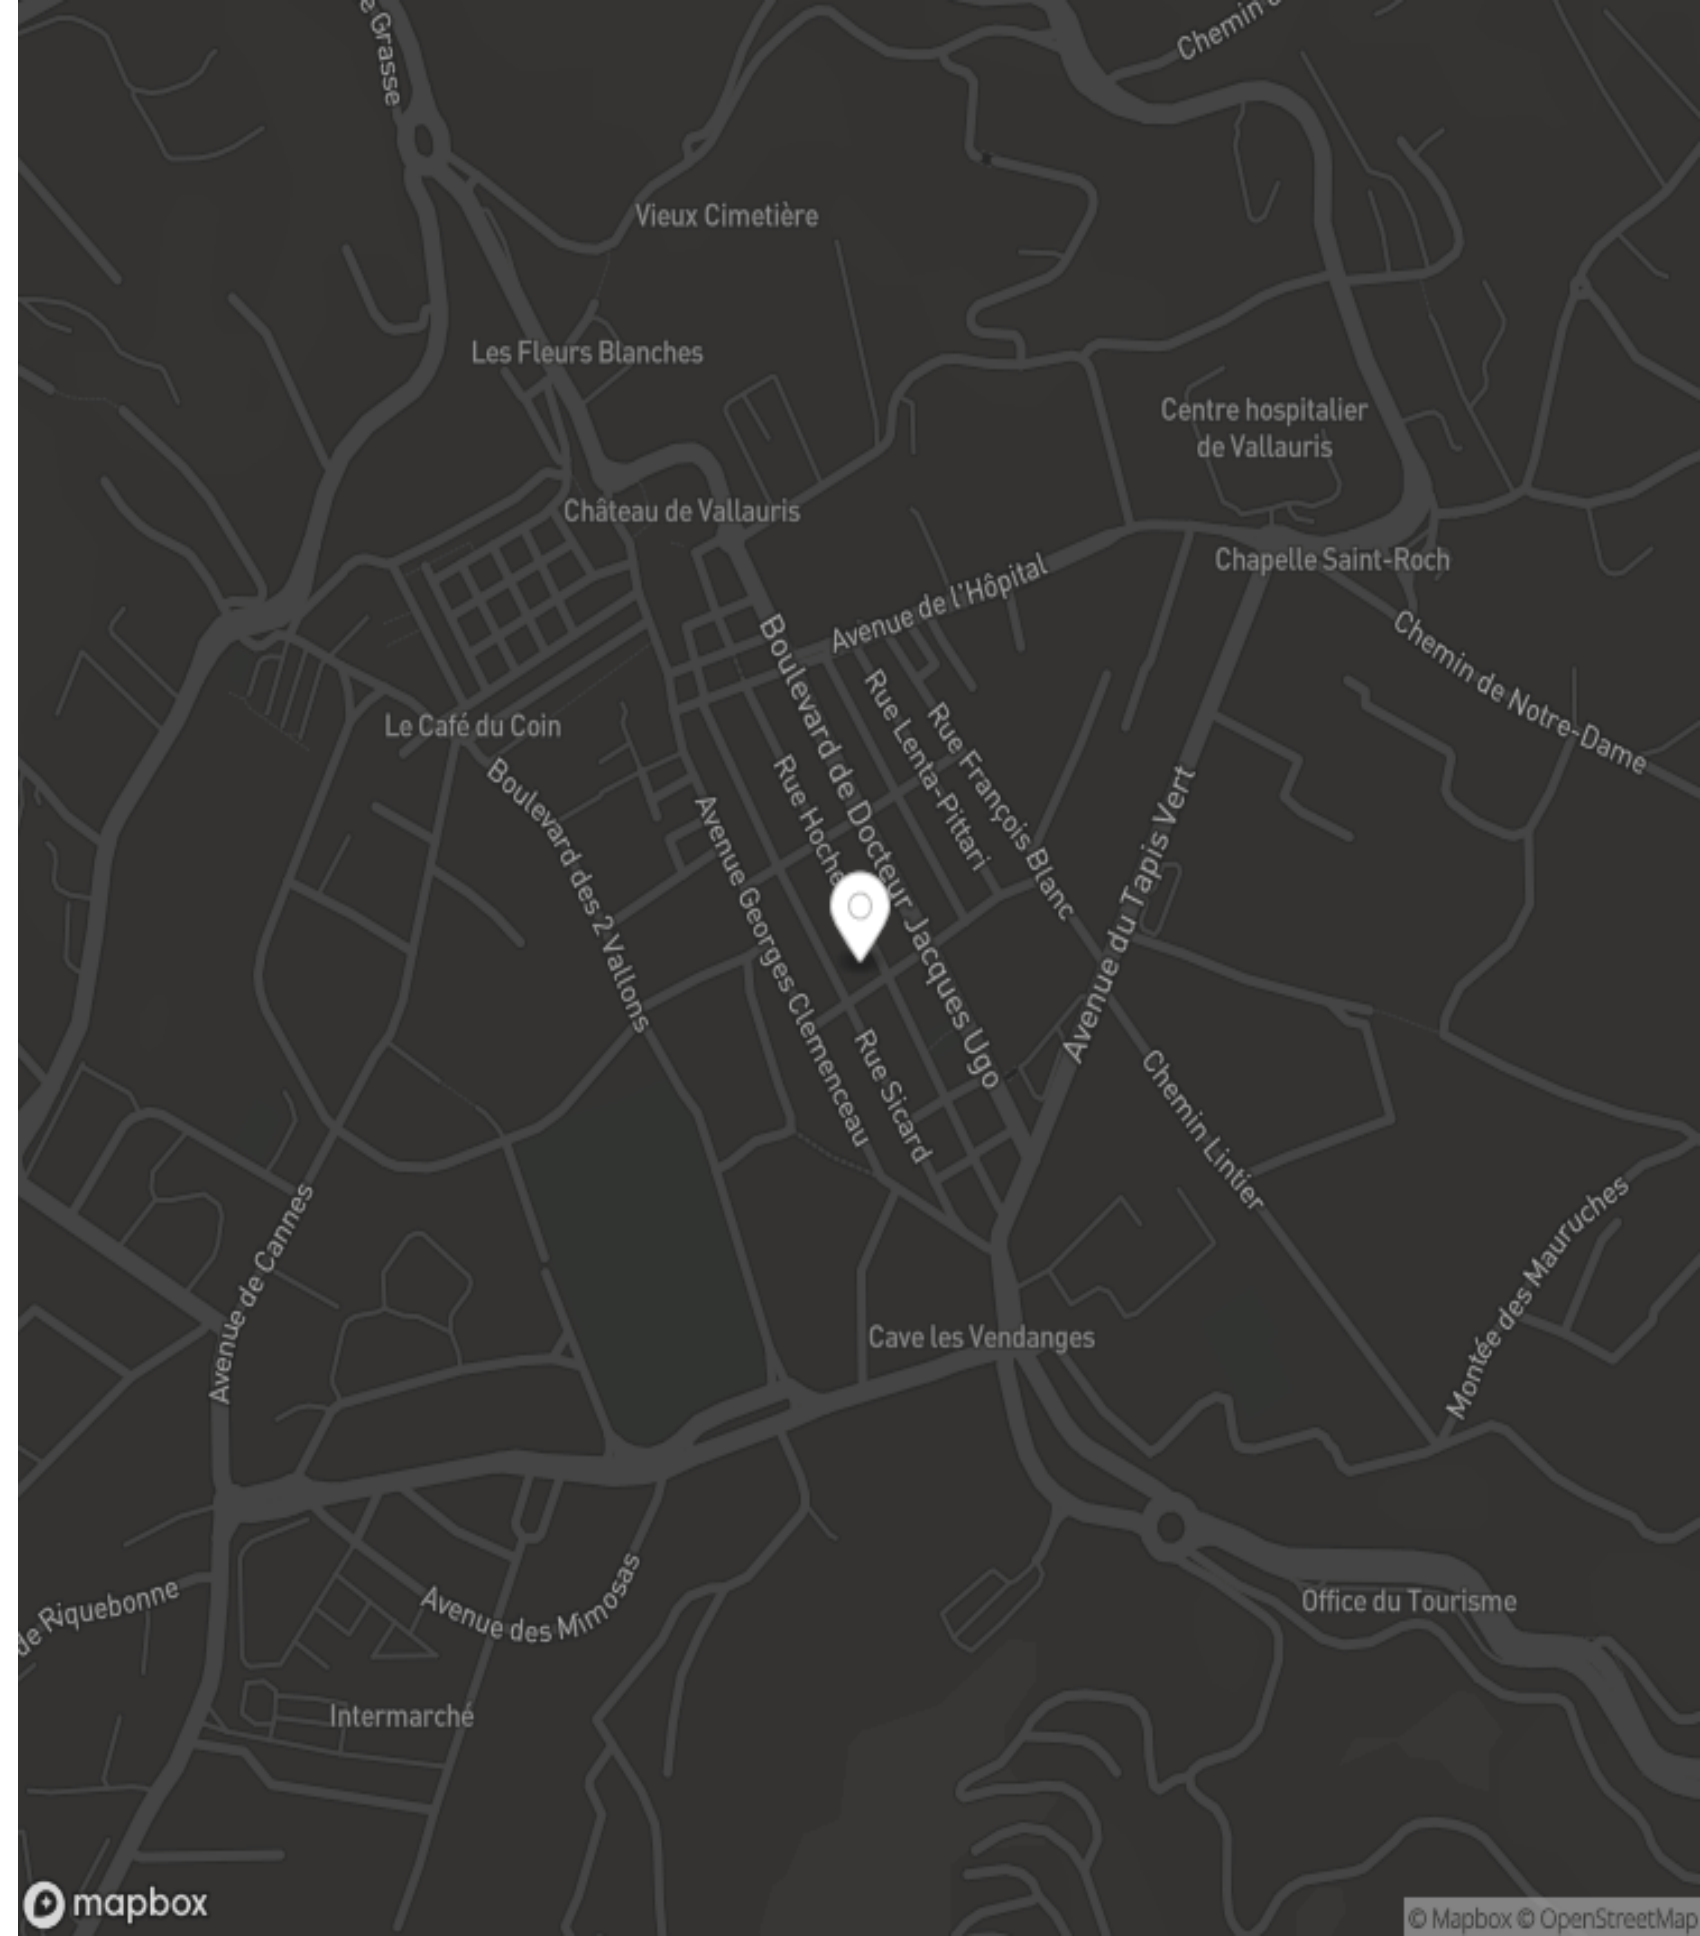 de Grasse
Chemin d
Vieux Cimetière
Les Fleurs Blanches
Centre hospitalier
de Vallauris
Château de Vallauris
Chapelle Saint-Roch
Avenue de l'Hôpital
Chemin de Notre-Dame
Boulevard de Docteur Jacques Ugo
Rue Lenta-Pittari
Rue François Blanc
Le Café du Coin
Boulevard des 2 Vallons
Rue Hoche
Avenue Georges Clemenceau
Avenue du Tapis Vert
Rue Sicard
Chemin Lintier
Avenue de Cannes
Montée des Mauruches
Cave les Vendanges
Avenue des Mimosas
de Riquebonne
Office du Tourisme
Intermarché
mapbox
© Mapbox © OpenStreetMap